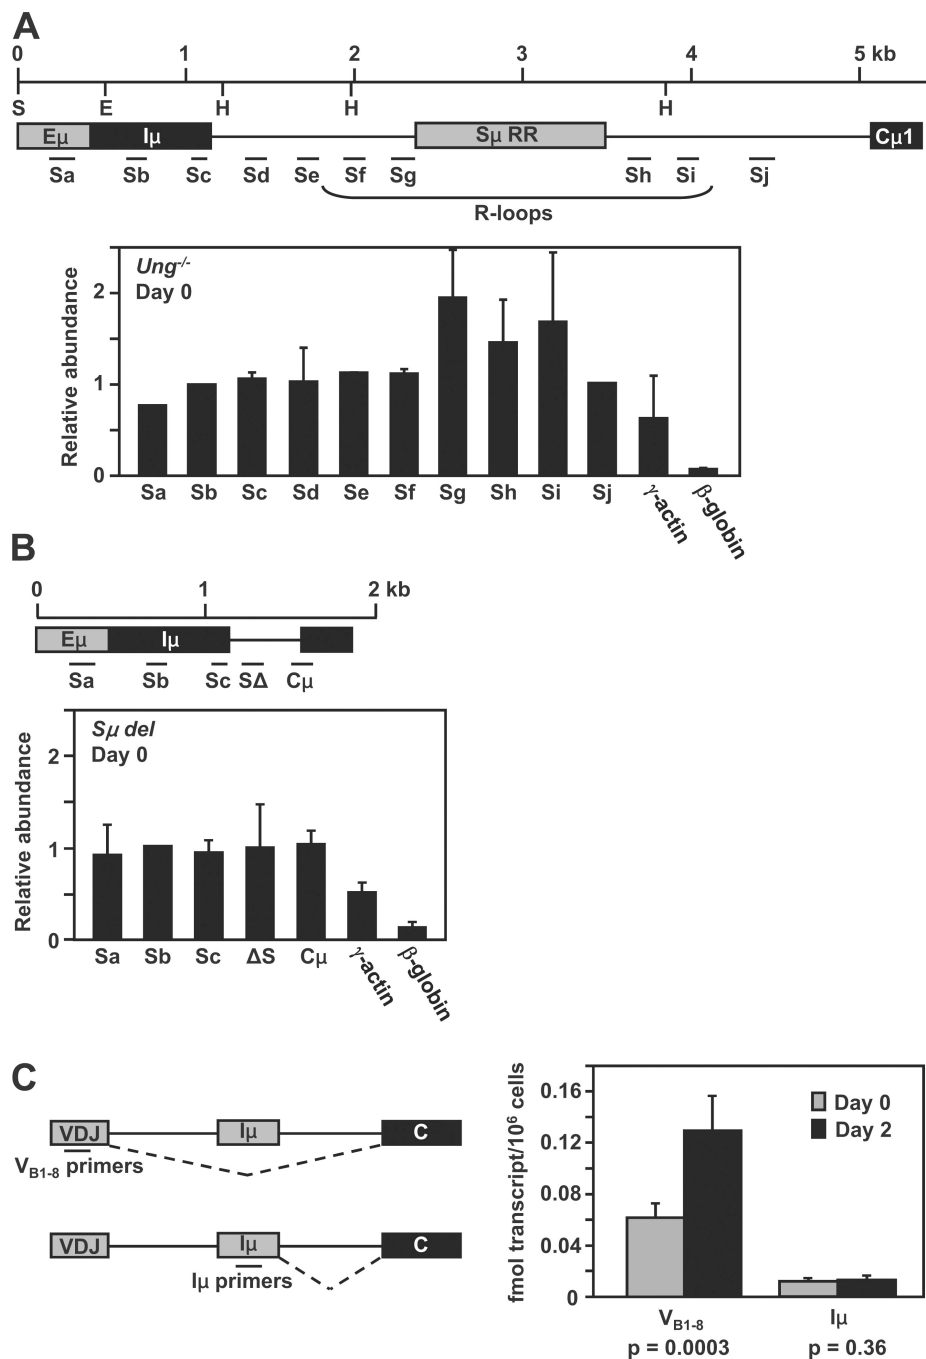 A
0 1 2 3 4 5 kb
S E H H H
Eμ Iμ Sμ RR Cμ1
Sa Sb Sc Sd Se Sf Sg Sh Si Sj
R-loops
Ung-/-
Day 0
Relative abundance
2
1
0
Sa Sb Sc Sd Se Sf Sg Sh Si Sj γ-actin β-globin
B
0 1 2 kb
Eμ Iμ
Sa Sb Sc SΔ Cμ
Sμ del
Day 0
Relative abundance
2
1
0
Sa Sb Sc ΔS Cμ γ-actin β-globin
C
VDJ Iμ C
VB1-8 primers
VDJ Iμ C
Iμ primers
fmol transcript/10⁶ cells
0.16
0.12
0.08
0.04
0
Day 0
Day 2
VB1-8 Iμ
p = 0.0003 p = 0.36